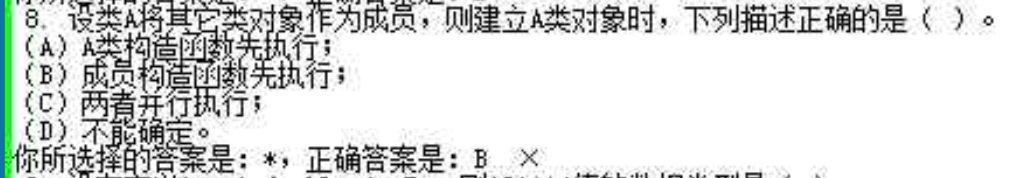 8. 设类A将其它类对象作为成员，则建立A类对象时，下列描述正确的是（ ）。
（A）A类构造函数先执行；
（B）成员构造函数先执行；
（C）两者并行执行；
（D）不能确定。
你所选择的答案是：*，正确答案是：B ×